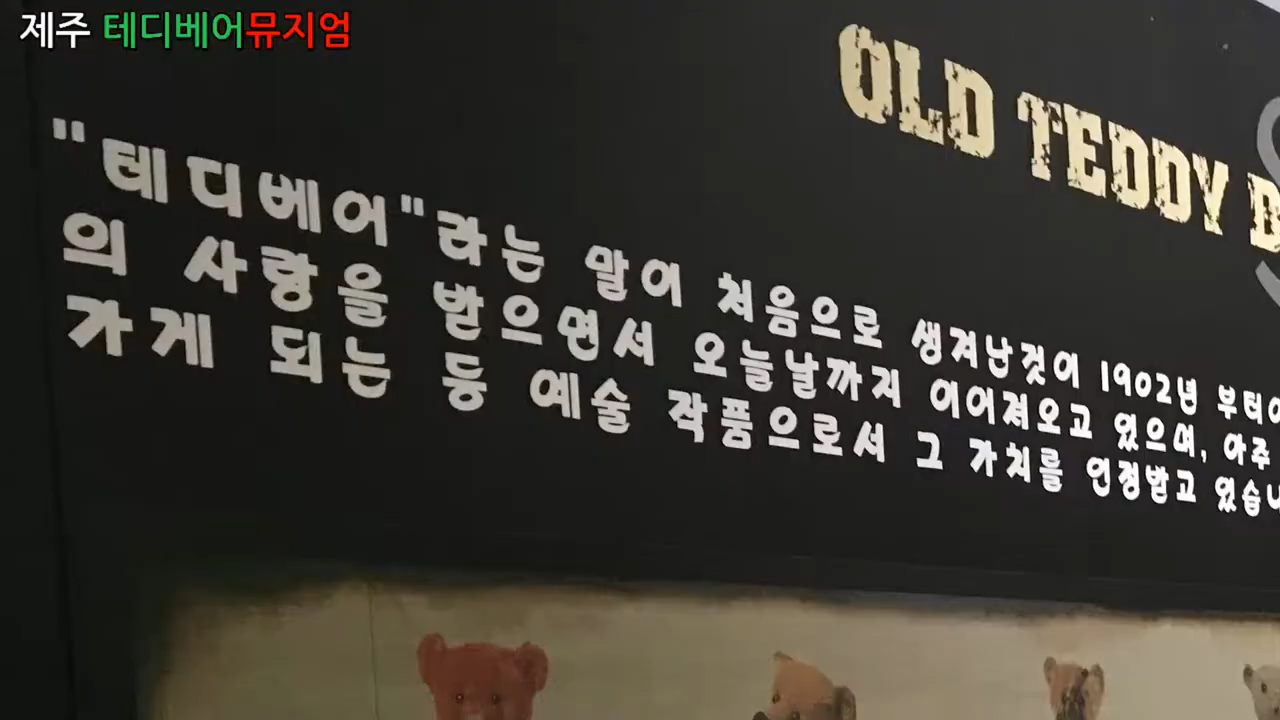 제주 테디베어뮤지엄
OLD TEDDY
"테디베어"라는 말이 처음으로 생겨난것이 1902년
의 사랑을 받으면서 오늘날까지 이어져오고 있으며, 아주
가게 되는 등 예술 작품으로서 그 가치를 인정받고